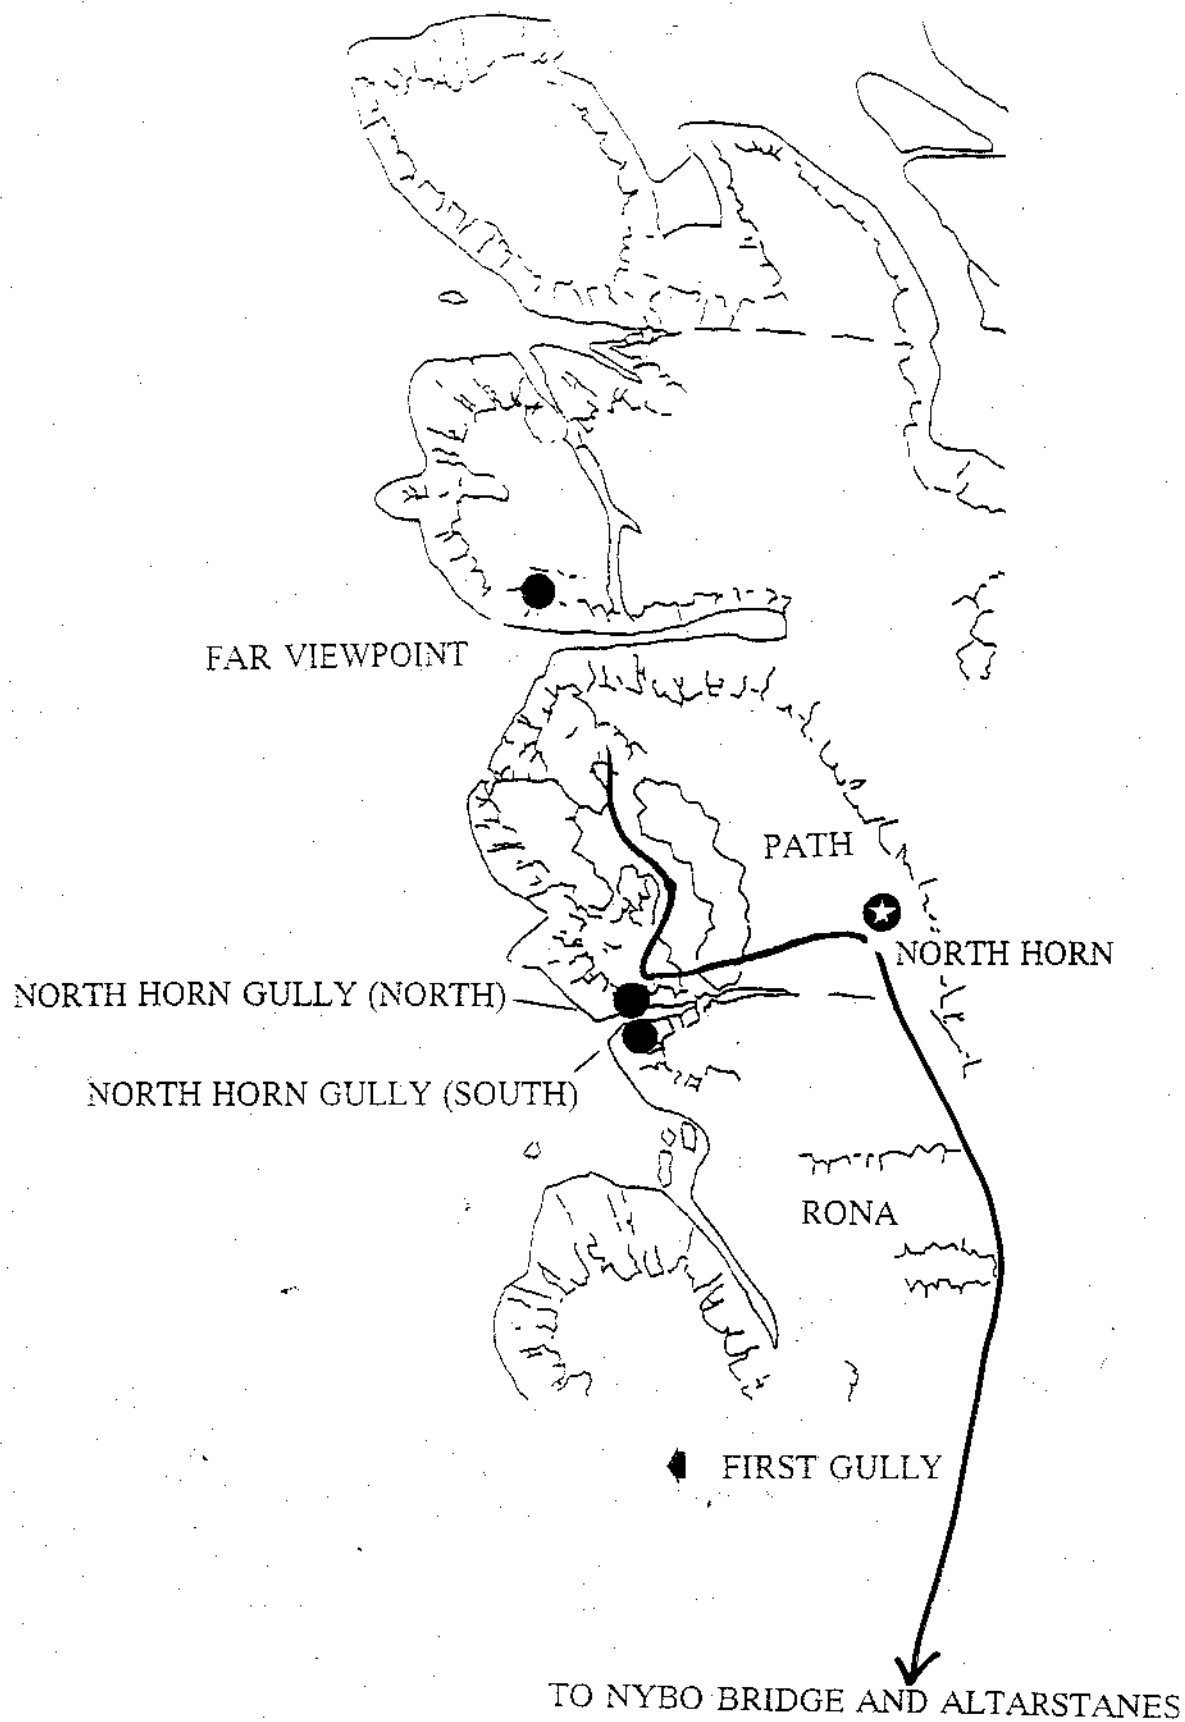 FAR VIEWPOINT
PATH
NORTH HORN
NORTH HORN GULLY (NORTH)
NORTH HORN GULLY (SOUTH)
RONA
FIRST GULLY
TO NYBO BRIDGE AND ALTARSTANES